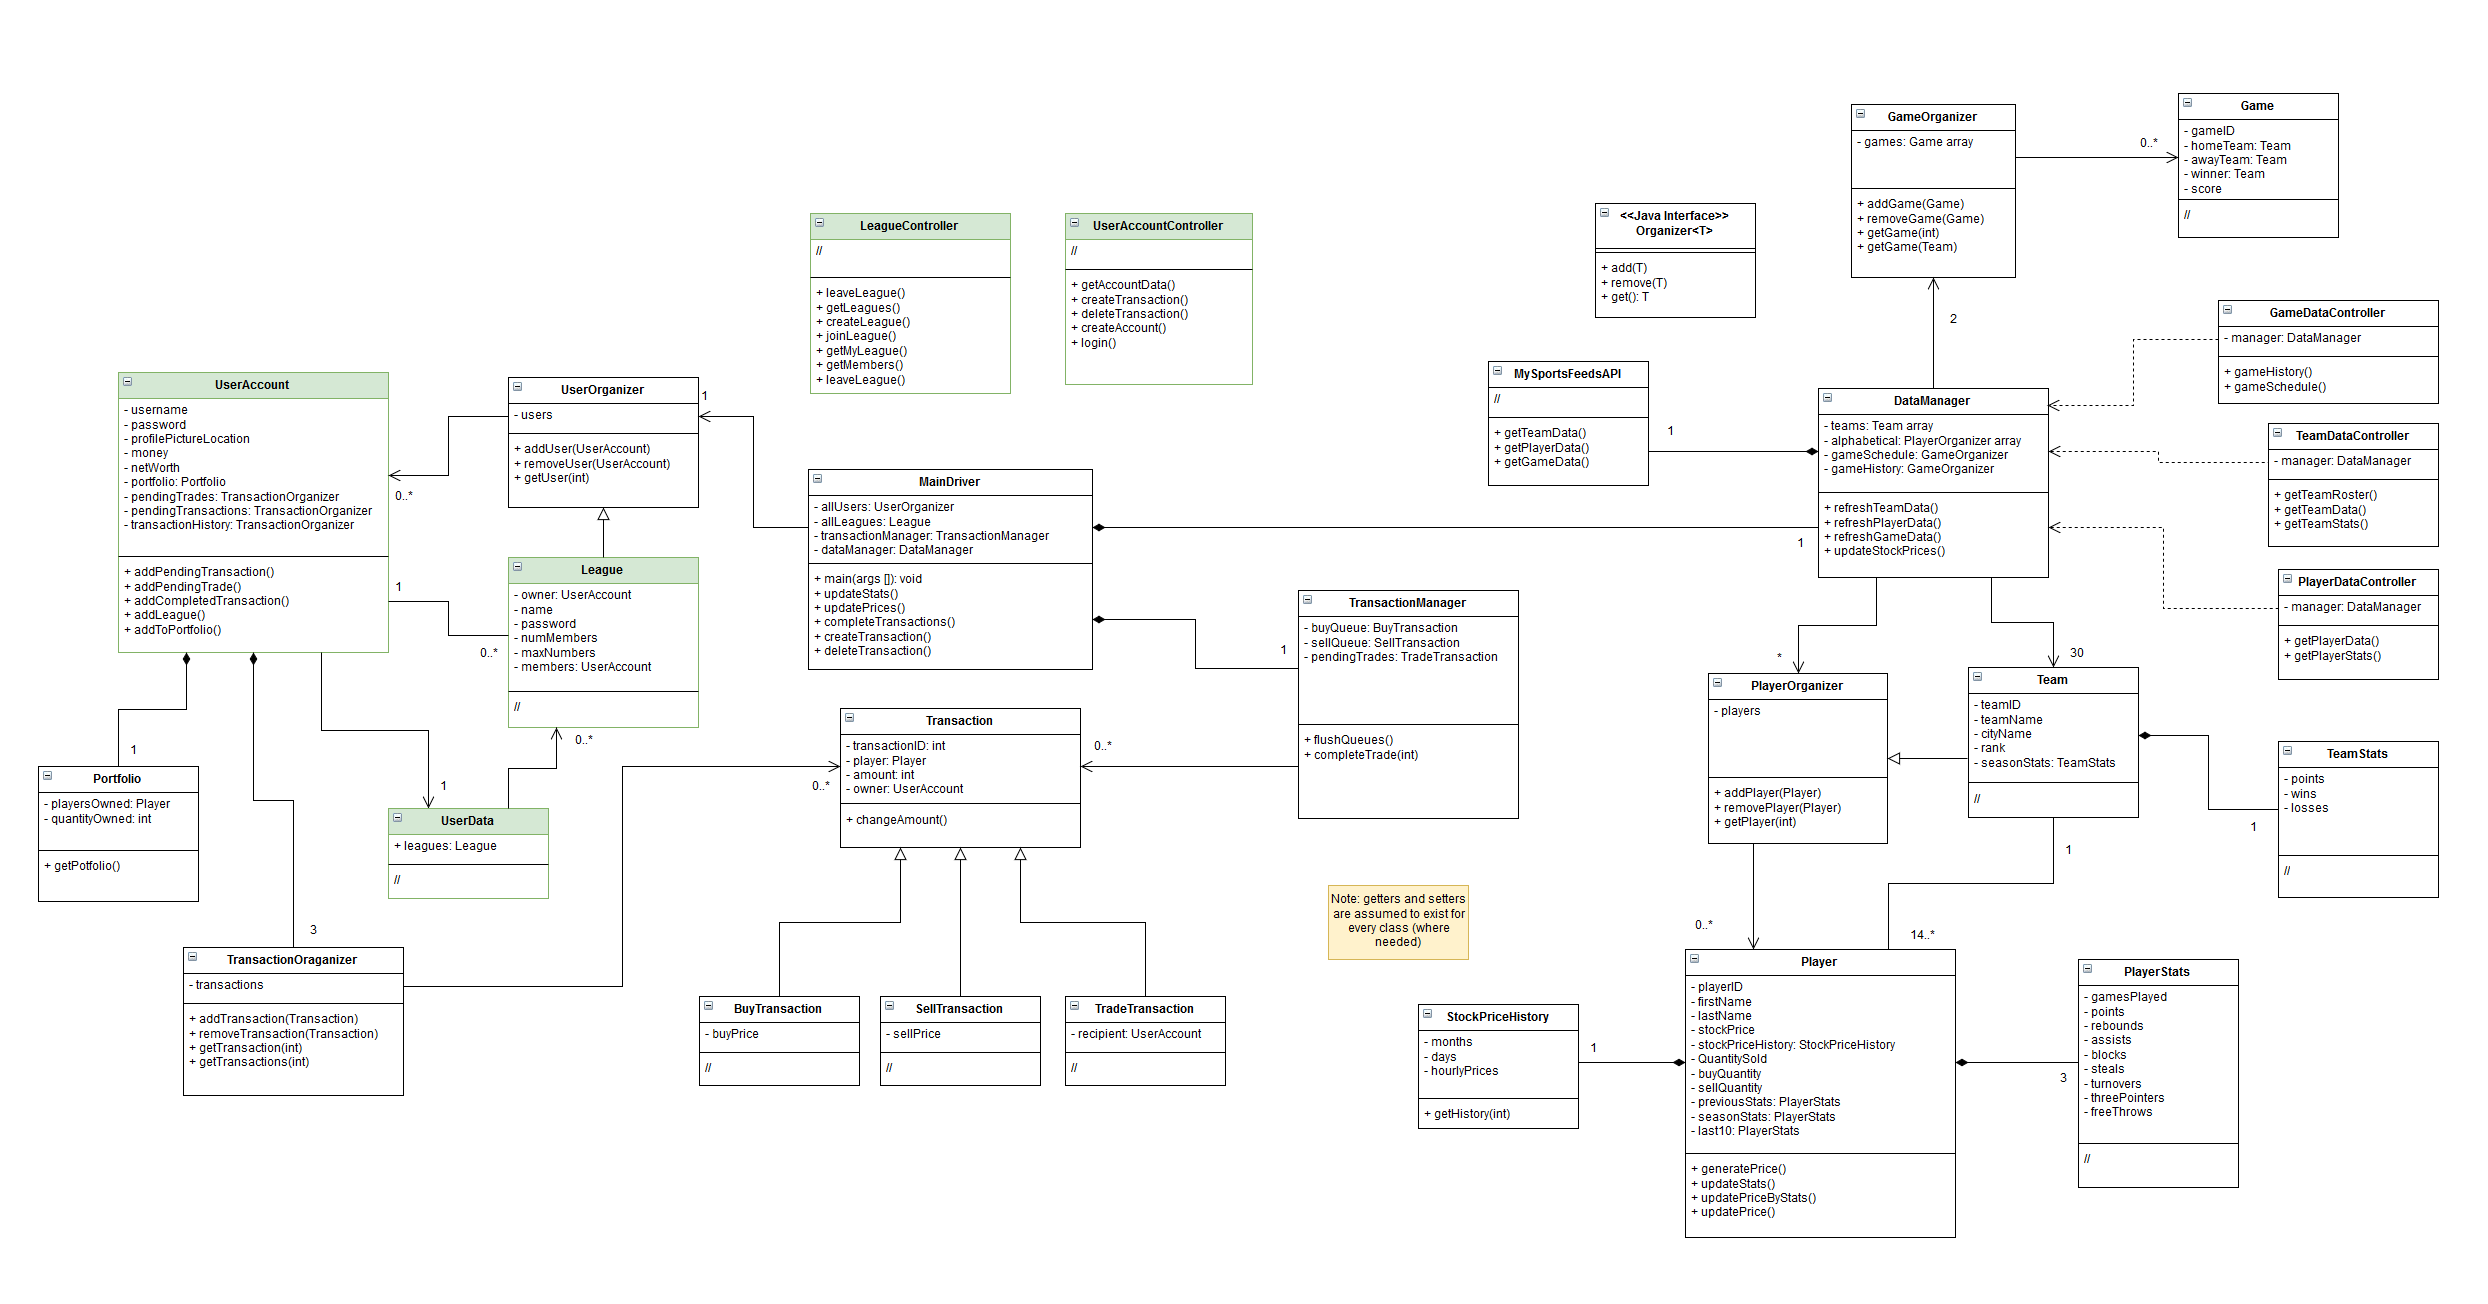 Game
- gameID
- homeTeam: Team
- awayTeam: Team
- winner: Team
- score
//
GameOrganizer
- games: Game array
+ addGame(Game)
+ removeGame(Game)
+ getGame(int)
+ getGame(Team)
0..*
<<Java Interface>>
Organizer<T>
+ add(T)
+ remove(T)
+ get(): T
LeagueController
//
+ leaveLeague()
+ getLeagues()
+ createLeague()
+ joinLeague()
+ getMyLeague()
+ getMembers()
+ leaveLeague()
UserAccountController
//
+ getAccountData()
+ createTransaction()
+ deleteTransaction()
+ createAccount()
+ login()
2
GameDataController
- manager: DataManager
+ gameHistory()
+ gameSchedule()
MySportsFeedsAPI
//
+ getTeamData()
+ getPlayerData()
+ getGameData()
1
DataManager
- teams: Team array
- alphabetical: PlayerOrganizer array
- gameSchedule: GameOrganizer
- gameHistory: GameOrganizer
+ refreshTeamData()
+ refreshPlayerData()
+ refreshGameData()
+ updateStockPrices()
TeamDataController
- manager: DataManager
+ getTeamRoster()
+ getTeamData()
+ getTeamStats()
PlayerDataController
- manager: DataManager
+ getPlayerData()
+ getPlayerStats()
UserAccount
- username
- password
- profilePictureLocation
- money
- netWorth
- portfolio: Portfolio
- pendingTrades: TransactionOrganizer
- pendingTransactions: TransactionOrganizer
- transactionHistory: TransactionOrganizer
+ addPendingTransaction()
+ addPendingTrade()
+ addCompletedTransaction()
+ addLeague()
+ addToPortfolio()
0..*
1
0..*
UserOrganizer
- users
+ addUser(UserAccount)
+ removeUser(UserAccount)
+ getUser(int)
1
League
- owner: UserAccount
- name
- password
- numMembers
- maxNumbers
- members: UserAccount
//
0..*
MainDriver
- allUsers: UserOrganizer
- allLeagues: League
- transactionManager: TransactionManager
- dataManager: DataManager
+ main(args []): void
+ updateStats()
+ updatePrices()
+ completeTransactions()
+ createTransaction()
+ deleteTransaction()
1
1
TransactionManager
- buyQueue: BuyTransaction
- sellQueue: SellTransaction
- pendingTrades: TradeTransaction
+ flushQueues()
+ completeTrade(int)
*
30
PlayerOrganizer
- players
+ addPlayer(Player)
+ removePlayer(Player)
+ getPlayer(int)
Team
- teamID
- teamName
- cityName
- rank
- seasonStats: TeamStats
//
TeamStats
- points
- wins
- losses
//
1
1
Transaction
- transactionID: int
- player: Player
- amount: int
- owner: UserAccount
+ changeAmount()
0..*
0..*
1
Portfolio
- playersOwned: Player
- quantityOwned: int
+ getPotfolio()
1
UserData
+ leagues: League
//
3
TransactionOraganizer
- transactions
+ addTransaction(Transaction)
+ removeTransaction(Transaction)
+ getTransaction(int)
+ getTransactions(int)
BuyTransaction
- buyPrice
//
SellTransaction
- sellPrice
//
TradeTransaction
- recipient: UserAccount
//
Note: getters and setters
are assumed to exist for
every class (where
needed)
0..*
14..*
StockPriceHistory
- months
- days
- hourlyPrices
+ getHistory(int)
1
Player
- playerID
- firstName
- lastName
- stockPrice
- stockPriceHistory: StockPriceHistory
- QuantitySold
- buyQuantity
- sellQuantity
- previousStats: PlayerStats
- seasonStats: PlayerStats
- last10: PlayerStats
+ generatePrice()
+ updateStats()
+ updatePriceByStats()
+ updatePrice()
3
PlayerStats
- gamesPlayed
- points
- rebounds
- assists
- blocks
- steals
- turnovers
- threePointers
- freeThrows
//